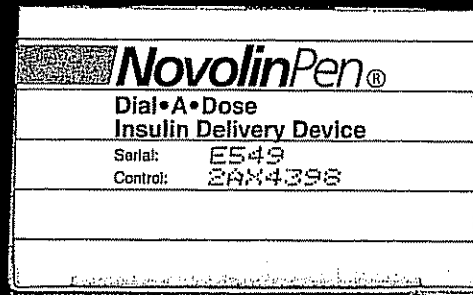 NovolinPen®
Dial•A•Dose
Insulin Delivery Device
Serial: E549
Control: 2AX4398